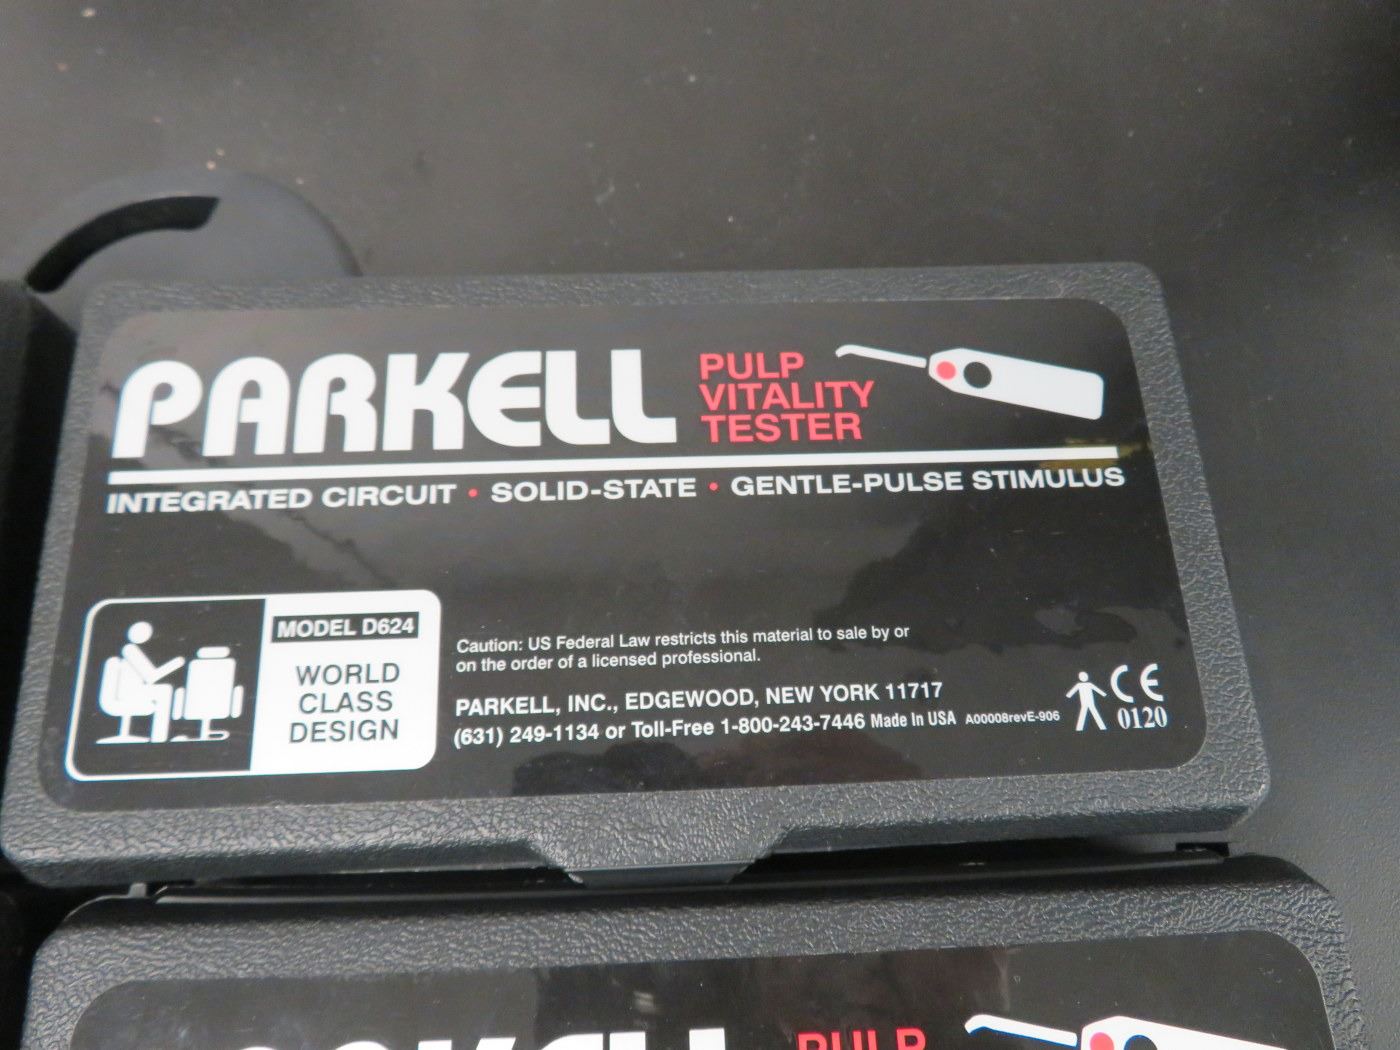 PARKELL
PULP
VITALITY
TESTER
INTEGRATED CIRCUIT • SOLID-STATE • GENTLE-PULSE STIMULUS
MODEL D624
WORLD
CLASS
DESIGN
Caution: US Federal Law restricts this material to sale by or
on the order of a licensed professional.
PARKELL, INC., EDGEWOOD, NEW YORK 11717
(631) 249-1134 or Toll-Free 1-800-243-7446 Made In USA A00008revE-906
CE
0120
PARKELL
PULP